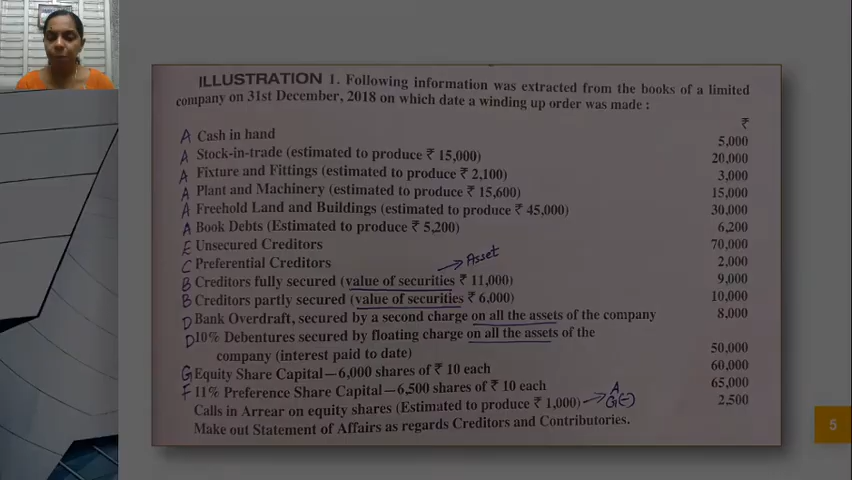 ILLUSTRATION 1. Following information was extracted from the books of a limited
company on 31st December, 2018 on which date a winding up order was made :
₹
A Cash in hand 5,000
A Stock-in-trade (estimated to produce ₹ 15,000) 20,000
A Fixture and Fittings (estimated to produce ₹ 2,100) 3,000
A Plant and Machinery (estimated to produce ₹ 15,600) 15,000
A Freehold Land and Buildings (estimated to produce ₹ 45,000) 30,000
A Book Debts (Estimated to produce ₹ 5,200) 6,200
E Unsecured Creditors 70,000
C Preferential Creditors 2,000
→ Asset
B Creditors fully secured (value of securities ₹ 11,000) 9,000
B Creditors partly secured (value of securities ₹ 6,000) 10,000
D Bank Overdraft, secured by a second charge on all the assets of the company 8,000
D 10% Debentures secured by floating charge on all the assets of the
company (interest paid to date) 50,000
G Equity Share Capital—6,000 shares of ₹ 10 each 60,000
F 11% Preference Share Capital—6,500 shares of ₹ 10 each 65,000
Calls in Arrear on equity shares (Estimated to produce ₹ 1,000) → A G(-) 2,500
Make out Statement of Affairs as regards Creditors and Contributories.
5